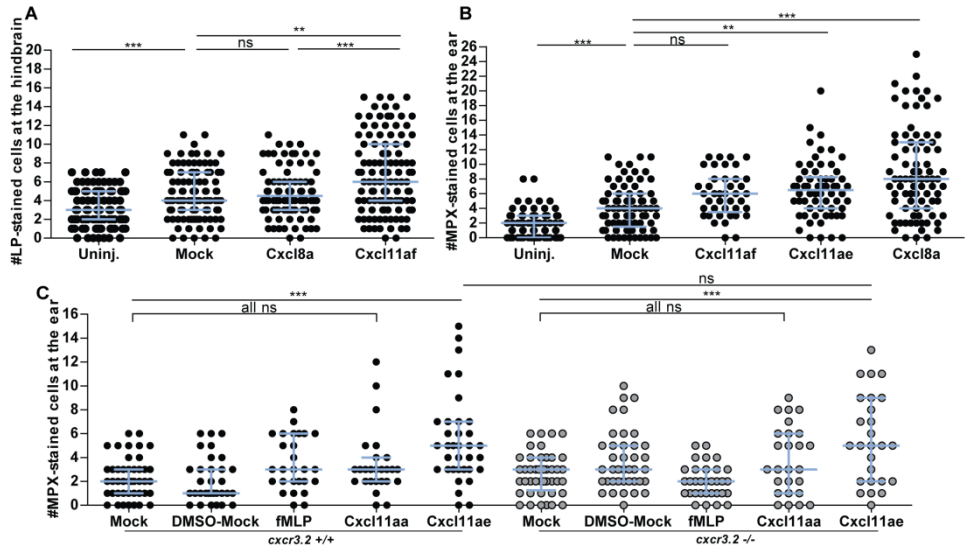 A
B
** 
***
ns
***
***
**
***
ns
#LP-stained cells at the hindbrain
20
18
16
14
12
10
8
6
4
2
0
Uninj.
Mock
Cxcl8a
Cxcl11af
#MPX-stained cells at the ear
26
24
22
20
18
16
14
12
10
8
6
4
2
0
Uninj.
Mock
Cxcl11af
Cxcl11ae
Cxcl8a
C
ns
***
***
all ns
all ns
#MPX-stained cells at the ear
16
14
12
10
8
6
4
2
0
Mock DMSO-Mock fMLP Cxcl11aa Cxcl11ae Mock DMSO-Mock fMLP Cxcl11aa Cxcl11ae
cxcr3.2 +/+
cxcr3.2 -/-